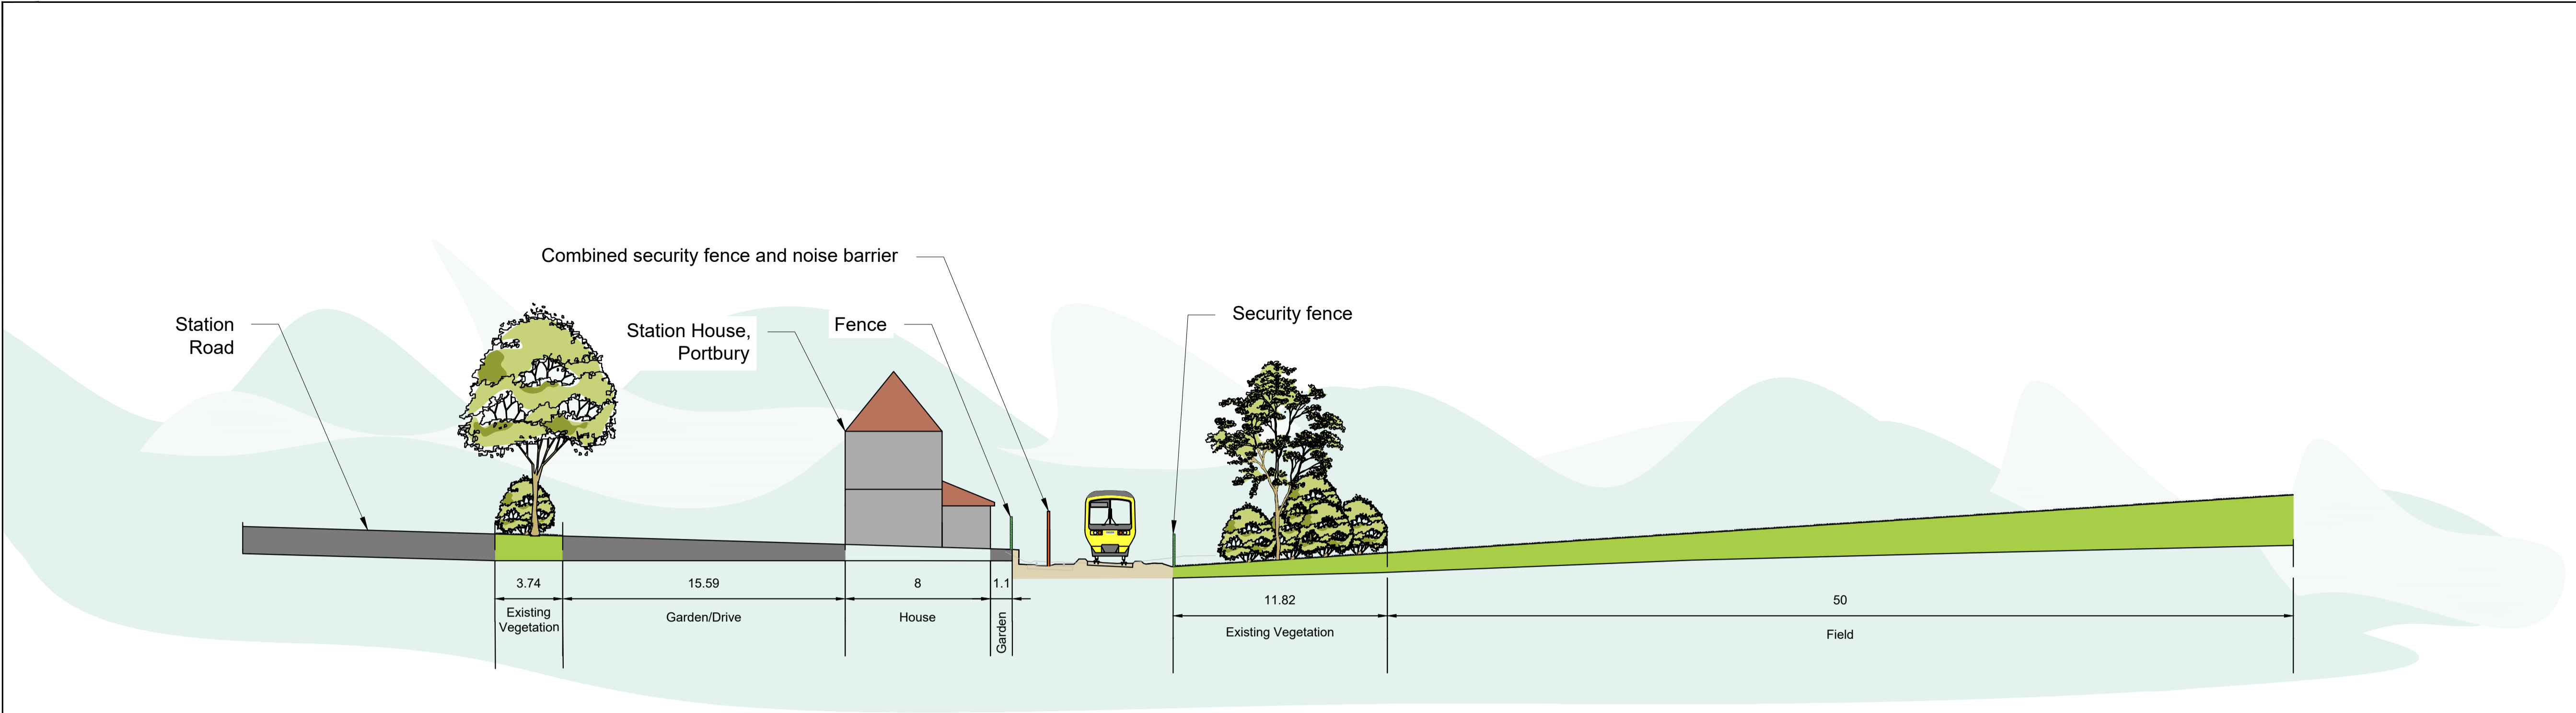 Combined security fence and noise barrier
Station
Road
Station House,
Portbury
Fence
Security fence
3.74
Existing
Vegetation
15.59
Garden/Drive
8
House
1.1
Garden
11.82
Existing Vegetation
50
Field